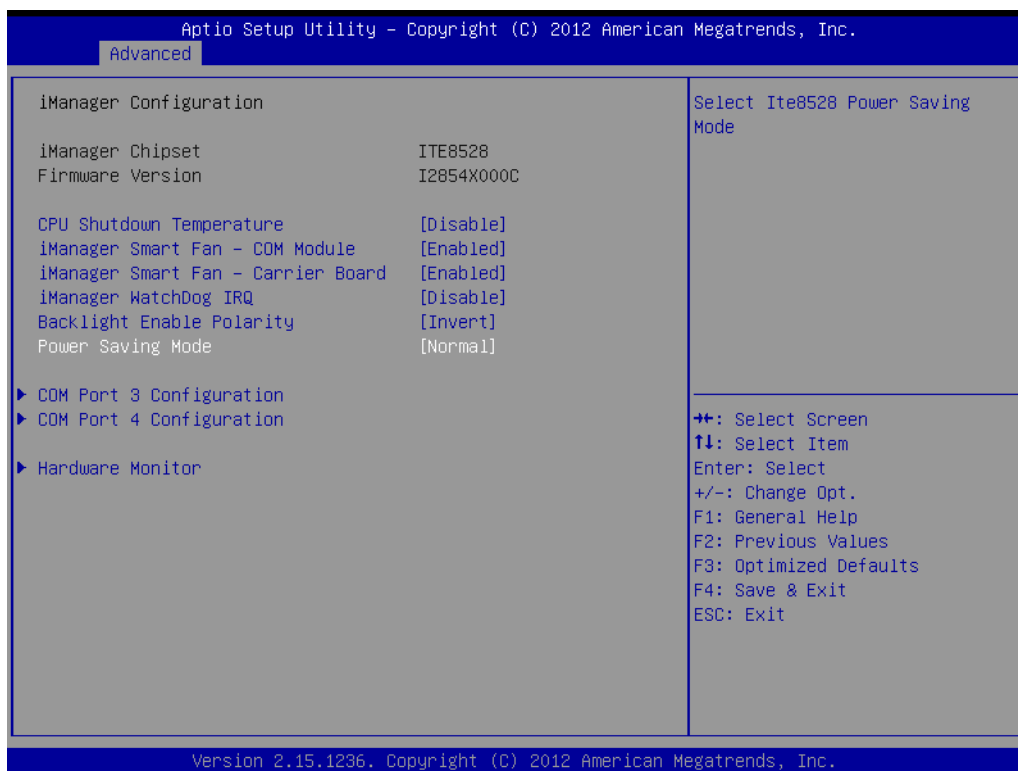 Aptio Setup Utility – Copyright (C) 2012 American Megatrends, Inc.
Advanced
iManager Configuration
iManager Chipset ITE8528
Firmware Version I2854X000C
CPU Shutdown Temperature [Disable]
iManager Smart Fan – COM Module [Enabled]
iManager Smart Fan – Carrier Board [Enabled]
iManager WatchDog IRQ [Disable]
Backlight Enable Polarity [Invert]
Power Saving Mode [Normal]
▶ COM Port 3 Configuration
▶ COM Port 4 Configuration
▶ Hardware Monitor
Select Ite8528 Power Saving
Mode
→←: Select Screen
↑↓: Select Item
Enter: Select
+/-: Change Opt.
F1: General Help
F2: Previous Values
F3: Optimized Defaults
F4: Save & Exit
ESC: Exit
Version 2.15.1236. Copyright (C) 2012 American Megatrends, Inc.